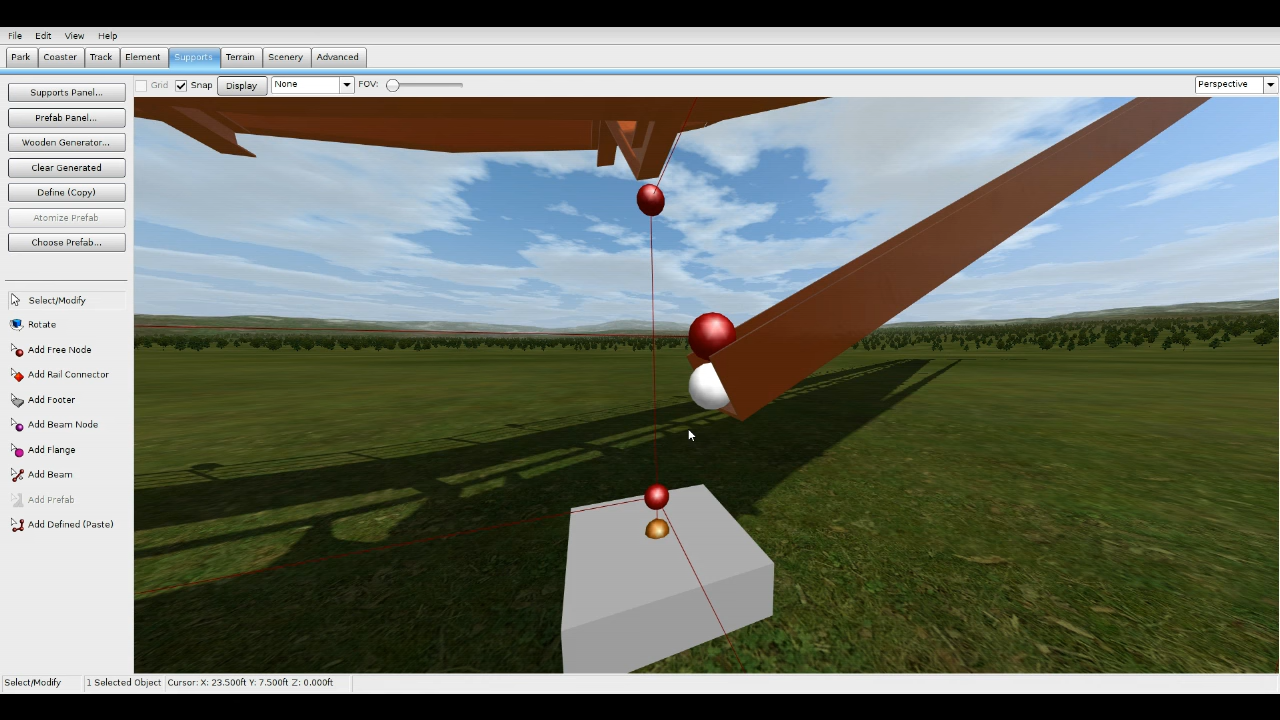 File Edit View Help
Park Coaster Track Element Supports Terrain Scenery Advanced
Grid Snap Display None FOV: Perspective
Supports Panel...
Prefab Panel...
Wooden Generator...
Clear Generated
Define (Copy)
Atomize Prefab
Choose Prefab...
Select/Modify
Rotate
Add Free Node
Add Rail Connector
Add Footer
Add Beam Node
Add Flange
Add Beam
Add Prefab
Add Defined (Paste)
Select/Modify 1 Selected Object Cursor: X: 23.500ft Y: 7.500ft Z: 0.000ft